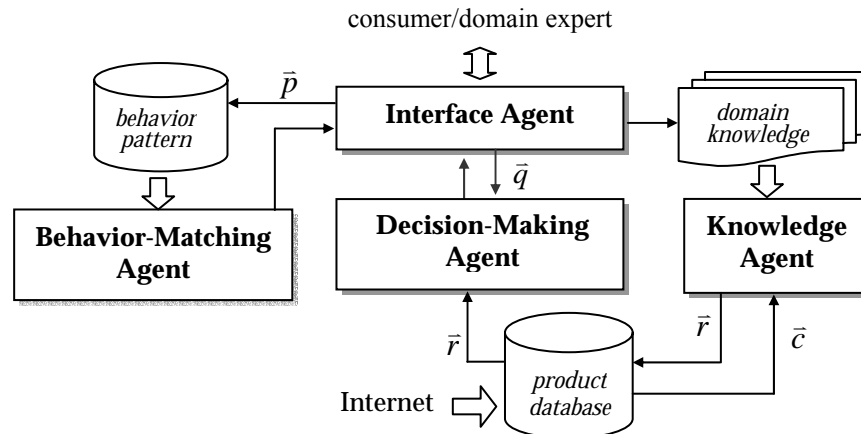 consumer/domain expert
p⃗
behavior
pattern
Interface Agent
domain
knowledge
q⃗
Behavior-Matching
Agent
Decision-Making
Agent
Knowledge
Agent
r⃗
r⃗
c⃗
product
database
Internet